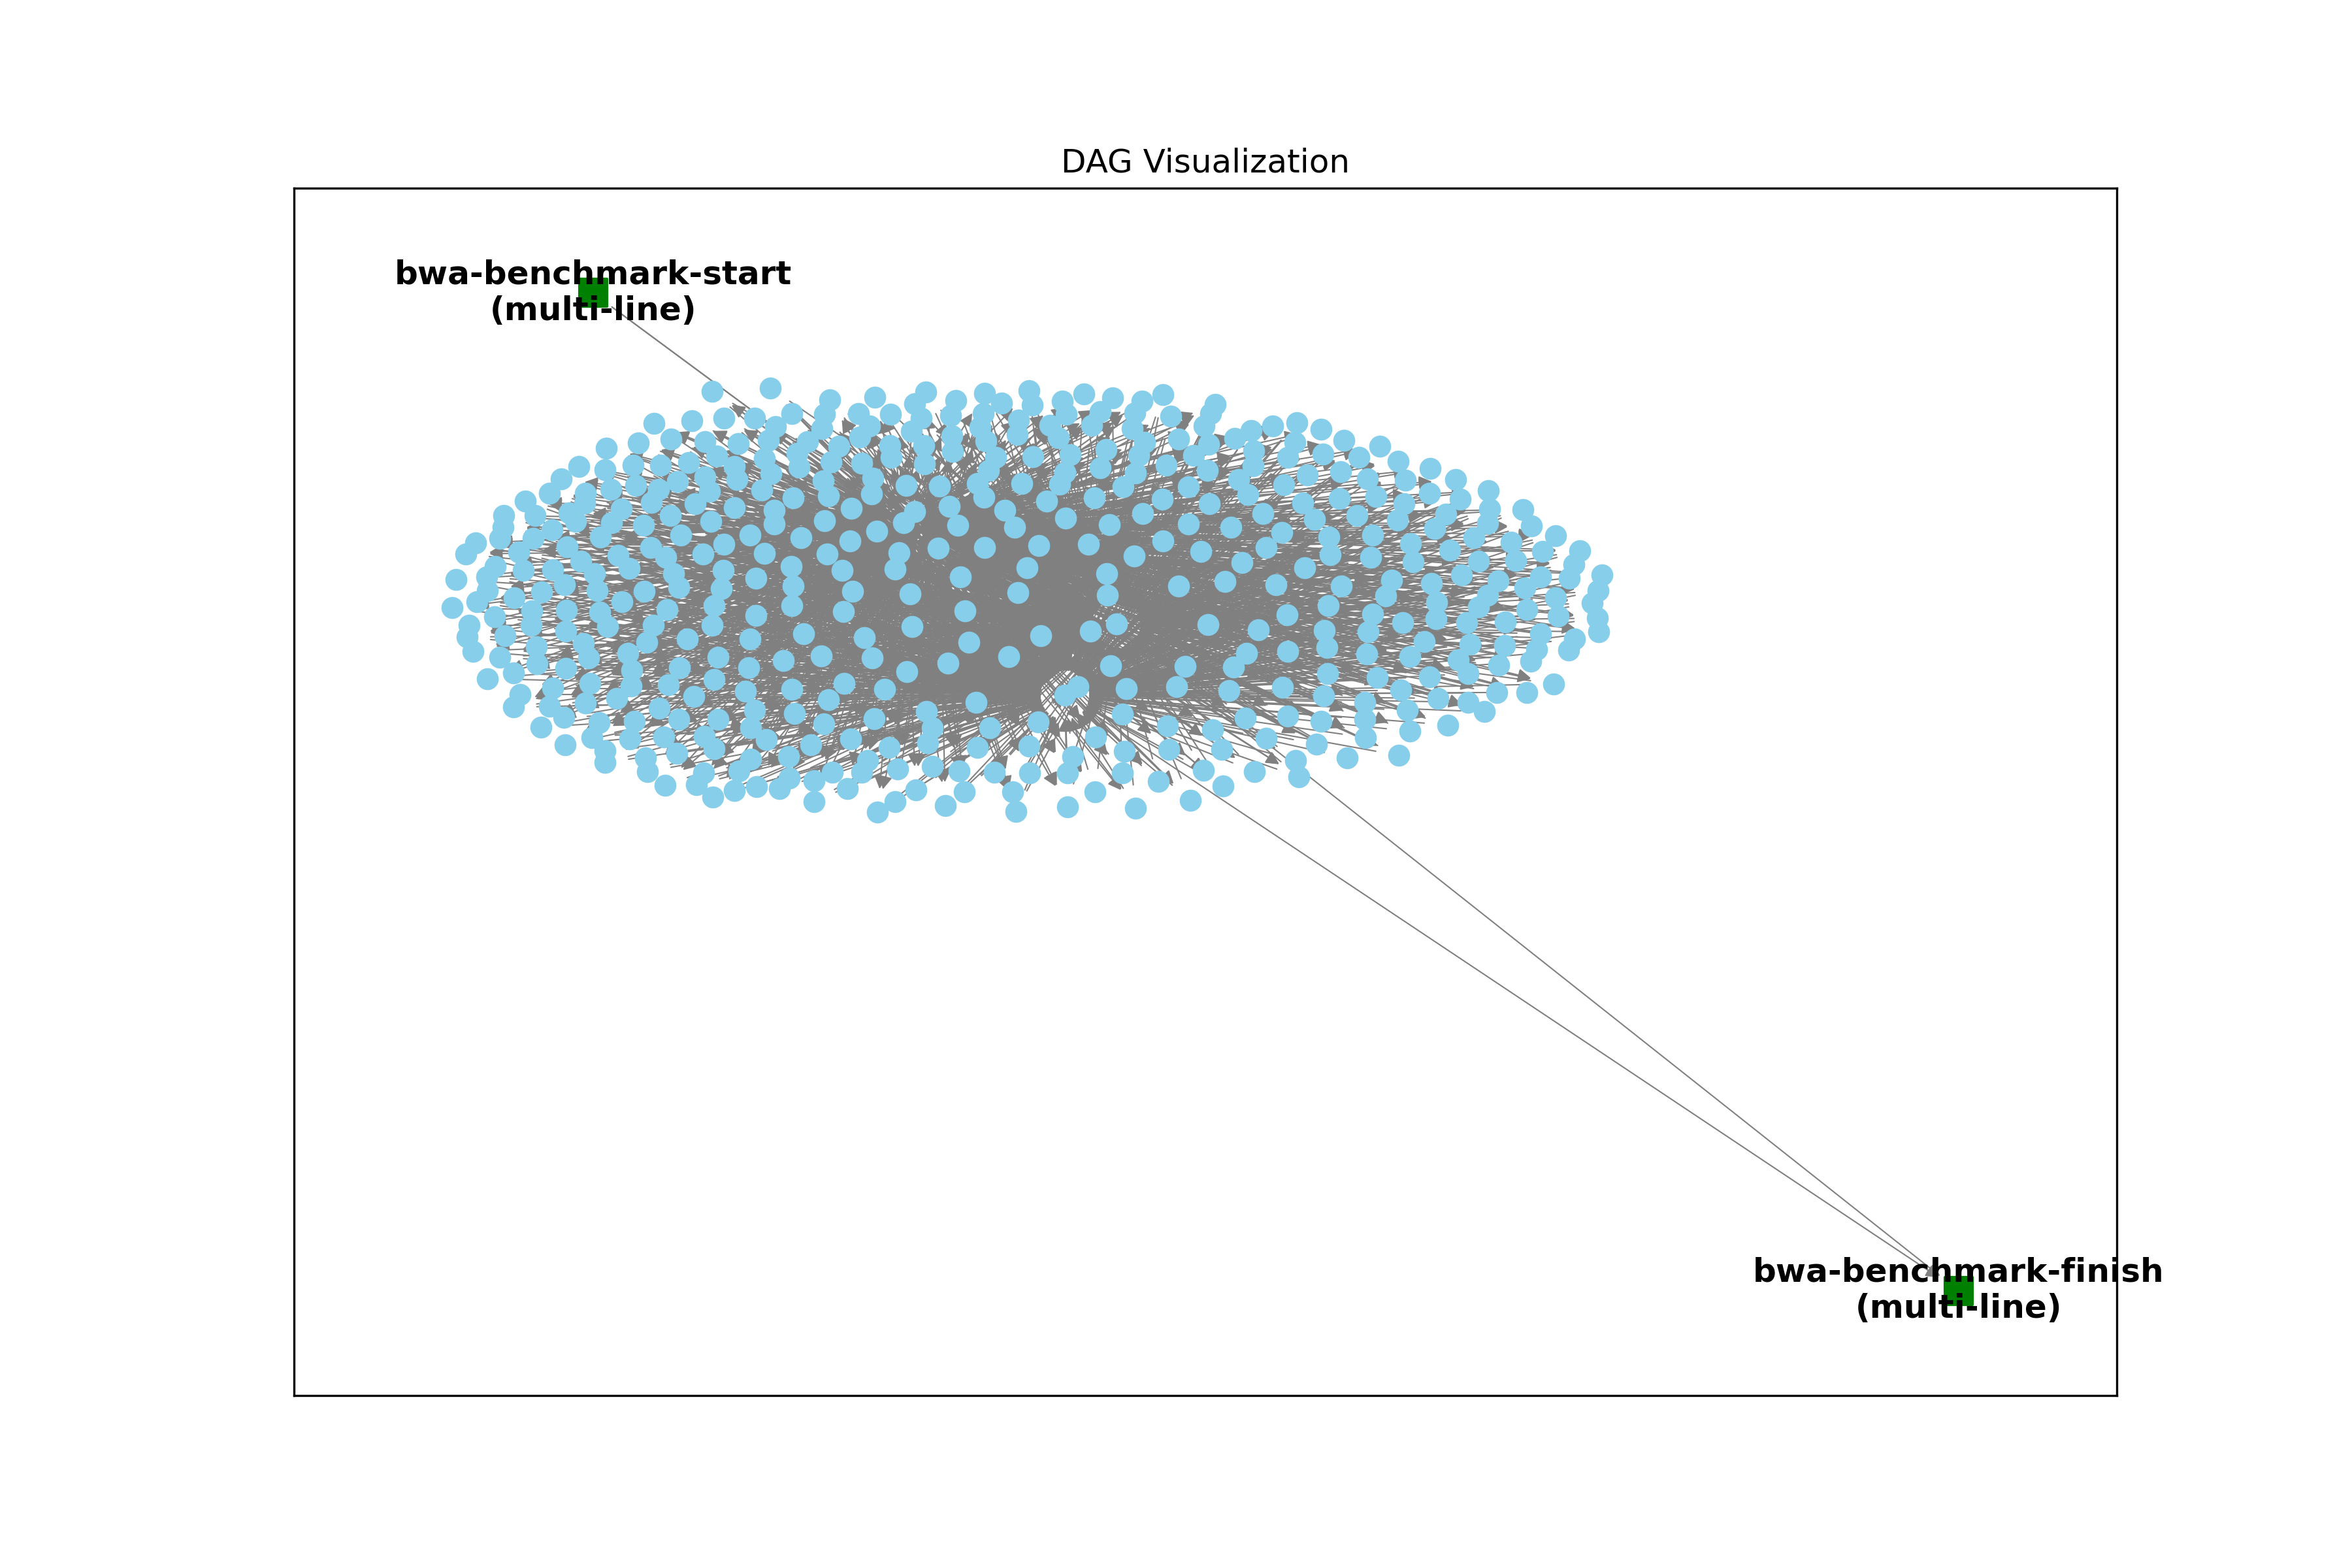 DAG Visualization
bwa-benchmark-start
(multi-line)
bwa-benchmark-finish
(multi-line)